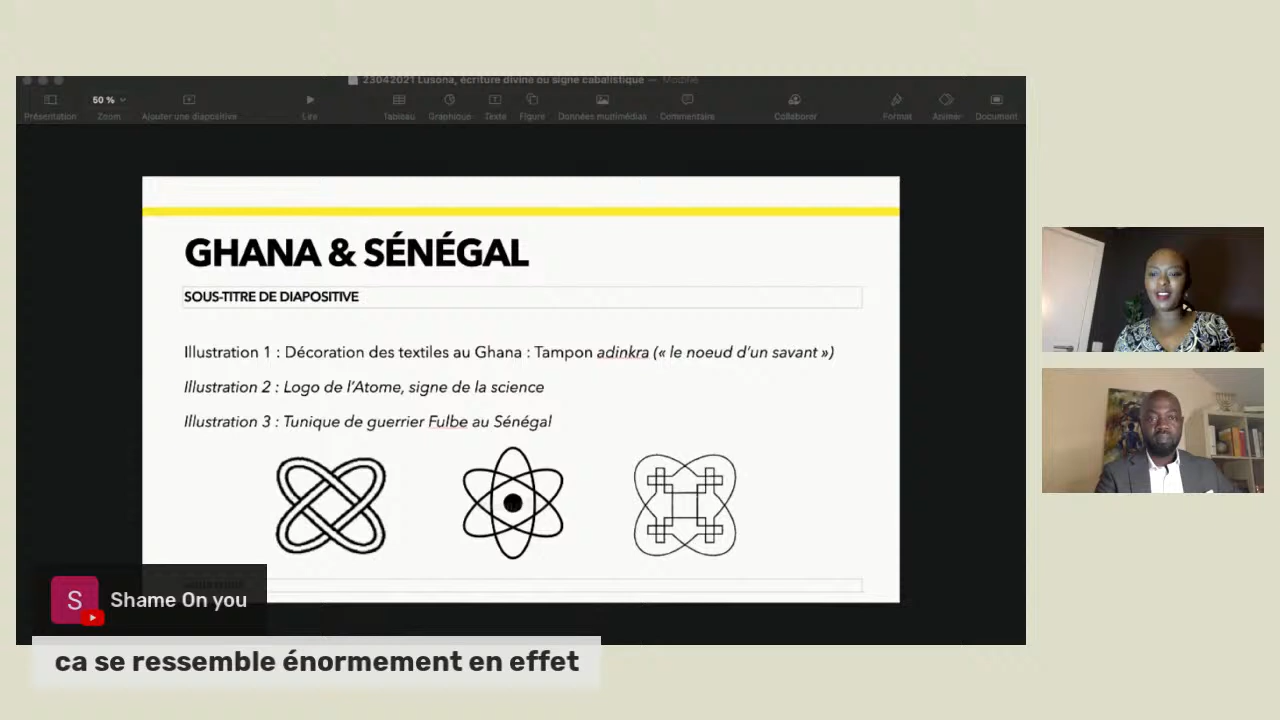 23042021 Lusona, écriture divine ou signe cabalistique — Modifié
50 %
Présentation Zoom Ajouter une diapositive Lire Tableau Graphique Texte Figure Données multimédias Commentaire Collaborer Format Animer Document
GHANA & SÉNÉGAL
SOUS-TITRE DE DIAPOSITIVE
Illustration 1 : Décoration des textiles au Ghana : Tampon adinkra (« le noeud d’un savant »)
Illustration 2 : Logo de l’Atome, signe de la science
Illustration 3 : Tunique de guerrier Fulbe au Sénégal
S
Shame On you
ca se ressemble énormement en effet